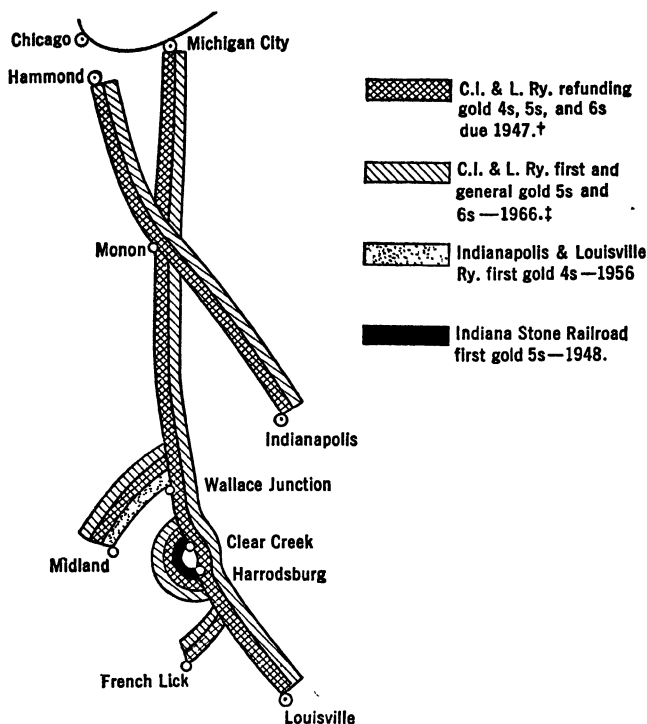 Chicago
Michigan City
Hammond
C.I. & L. Ry. refunding
gold 4s, 5s, and 6s
due 1947.†
C.I. & L. Ry. first and
general gold 5s and
6s—1966.‡
Monon
Indianapolis & Louisville
Ry. first gold 4s—1956
Indiana Stone Railroad
first gold 5s—1948.
Indianapolis
Wallace Junction
Clear Creek
Midland
Harrodsburg
French Lick
Louisville